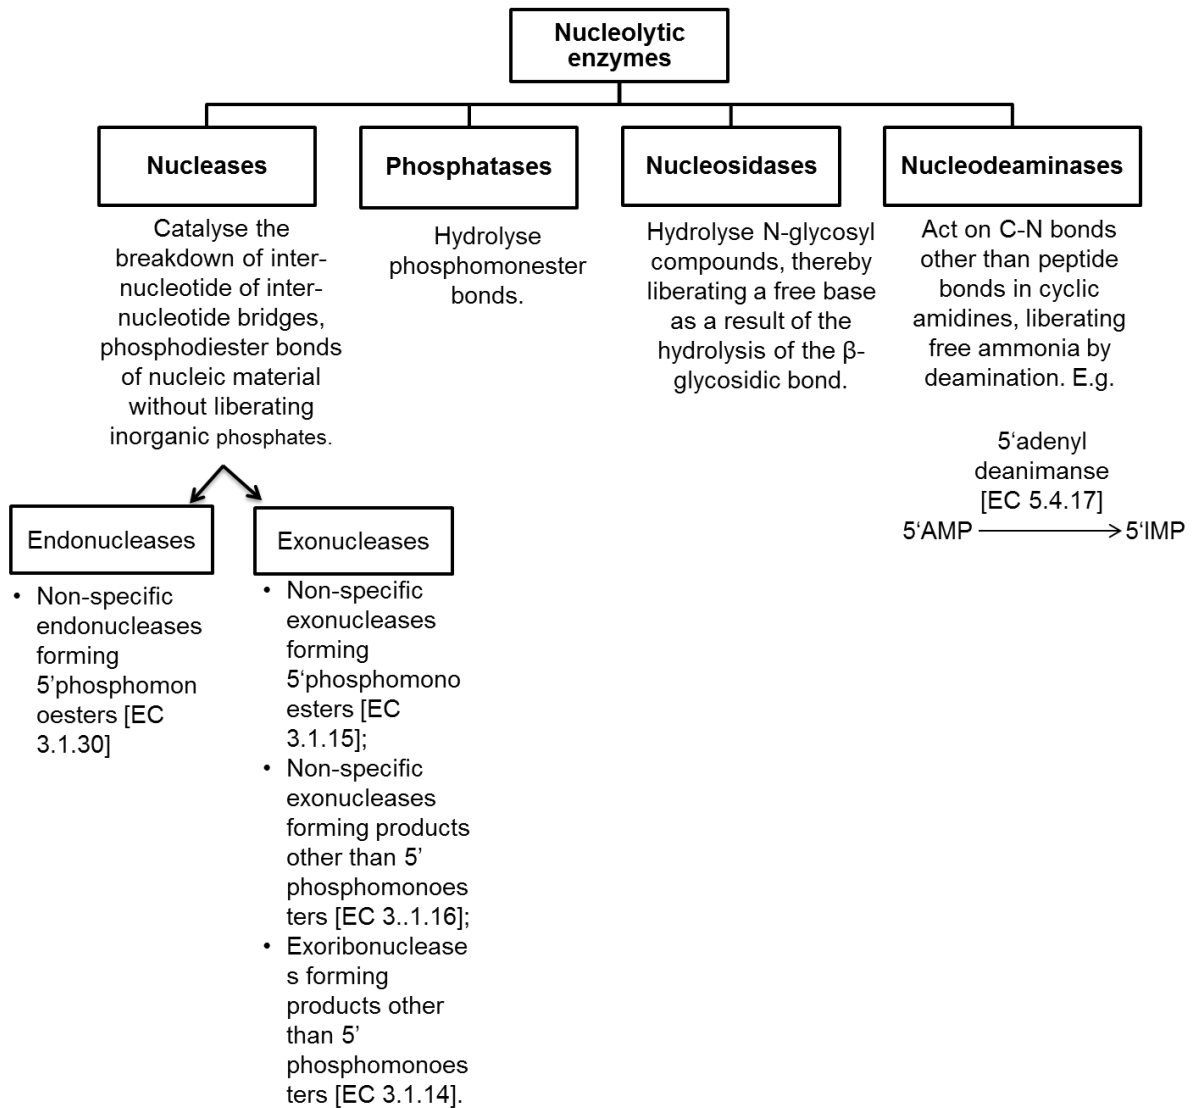 Nucleolytic
enzymes
Nucleases
Catalyse the
breakdown of inter-
nucleotide of inter-
nucleotide bridges,
phosphodiester bonds
of nucleic material
without liberating
inorganic phosphates.
Endonucleases
• Non-specific
endonucleases
forming
5’phosphomon
oesters [EC
3.1.30]
Exonucleases
• Non-specific
exonucleases
forming
5‘phosphomono
esters [EC
3.1.15];
• Non-specific
exonucleases
forming products
other than 5’
phosphomonoes
ters [EC 3..1.16];
• Exoribonuclease
s forming
products other
than 5’
phosphomonoes
ters [EC 3.1.14].
Phosphatases
Hydrolyse
phosphomonester
bonds.
Nucleosidases
Hydrolyse N-glycosyl
compounds, thereby
liberating a free base
as a result of the
hydrolysis of the β-
glycosidic bond.
Nucleodeaminases
Act on C-N bonds
other than peptide
bonds in cyclic
amidines, liberating
free ammonia by
deamination. E.g.
5‘adenyl
deanimanse
[EC 5.4.17]
5‘AMP 5‘IMP